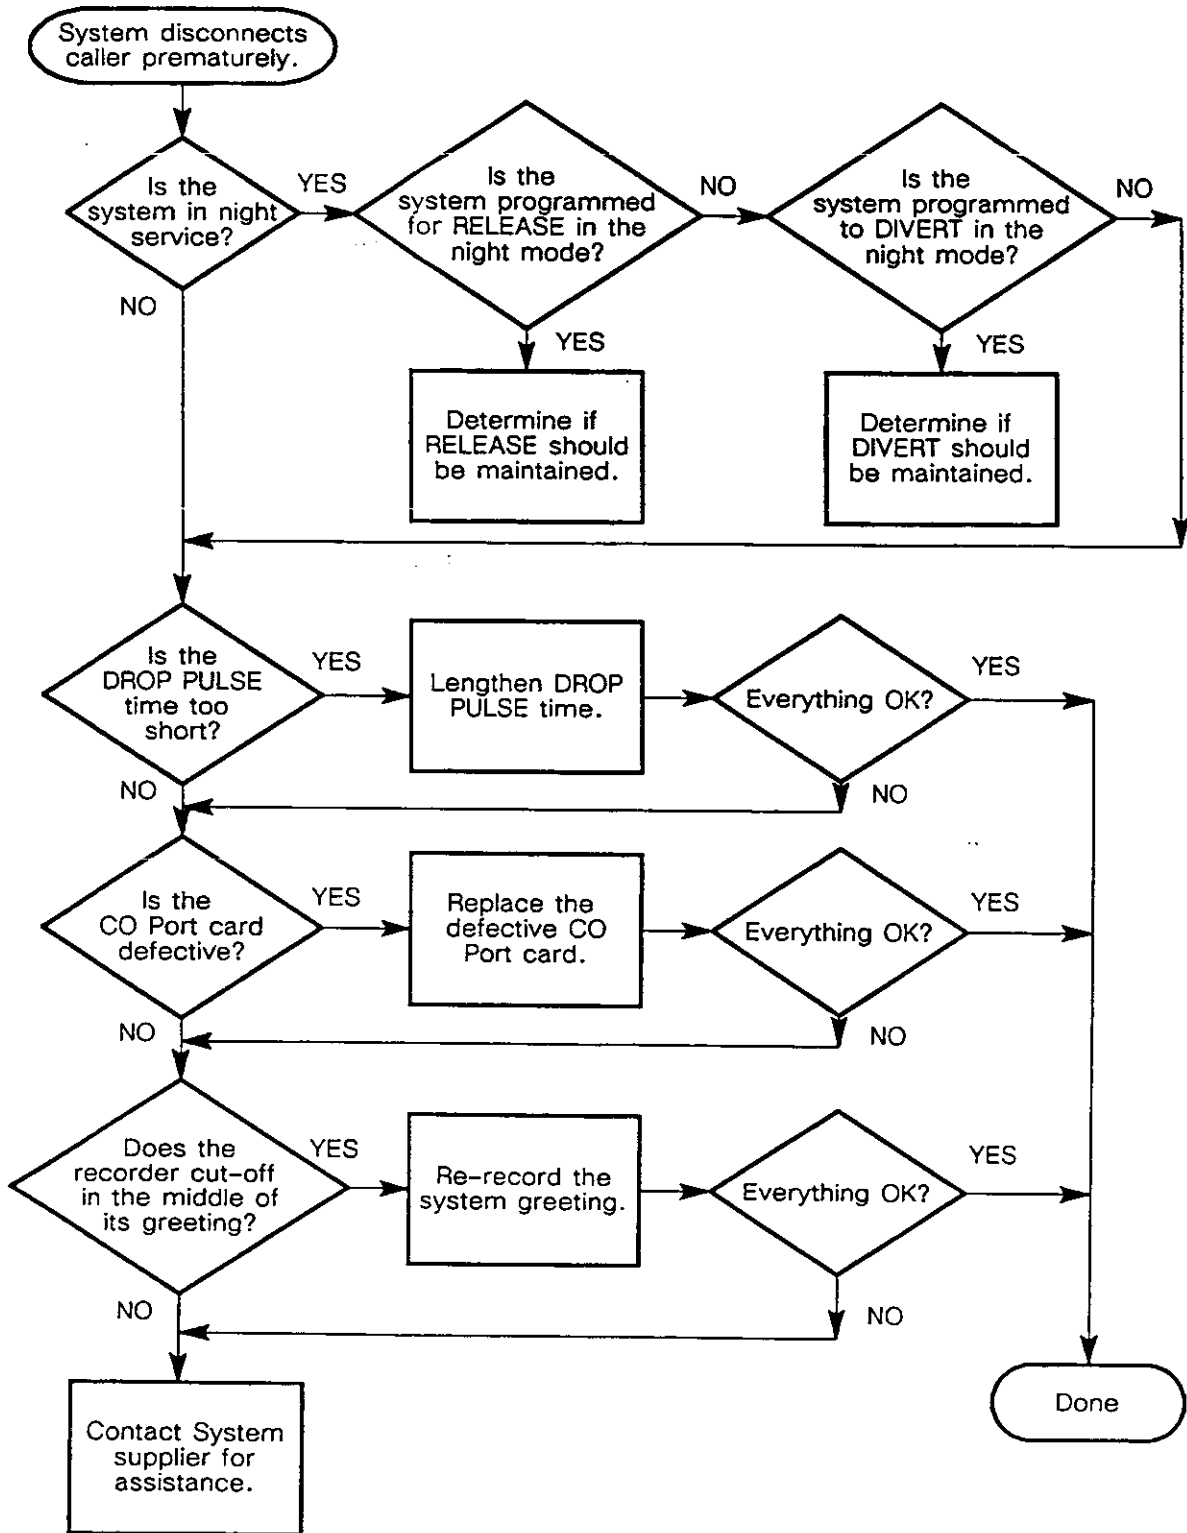 System disconnects
caller prematurely.
Is the
system in night
service?
YES
NO
Is the
system programmed
for RELEASE in the
night mode?
NO
YES
Is the
system programmed
to DIVERT in the
night mode?
NO
YES
Determine if
RELEASE should
be maintained.
Determine if
DIVERT should
be maintained.
Is the
DROP PULSE
time too
short?
YES
NO
Lengthen DROP
PULSE time.
Everything OK?
YES
NO
Is the
CO Port card
defective?
YES
NO
Replace the
defective CO
Port card.
Everything OK?
YES
NO
Does the
recorder cut-off
in the middle of
its greeting?
YES
NO
Re-record the
system greeting.
Everything OK?
YES
NO
Contact System
supplier for
assistance.
Done